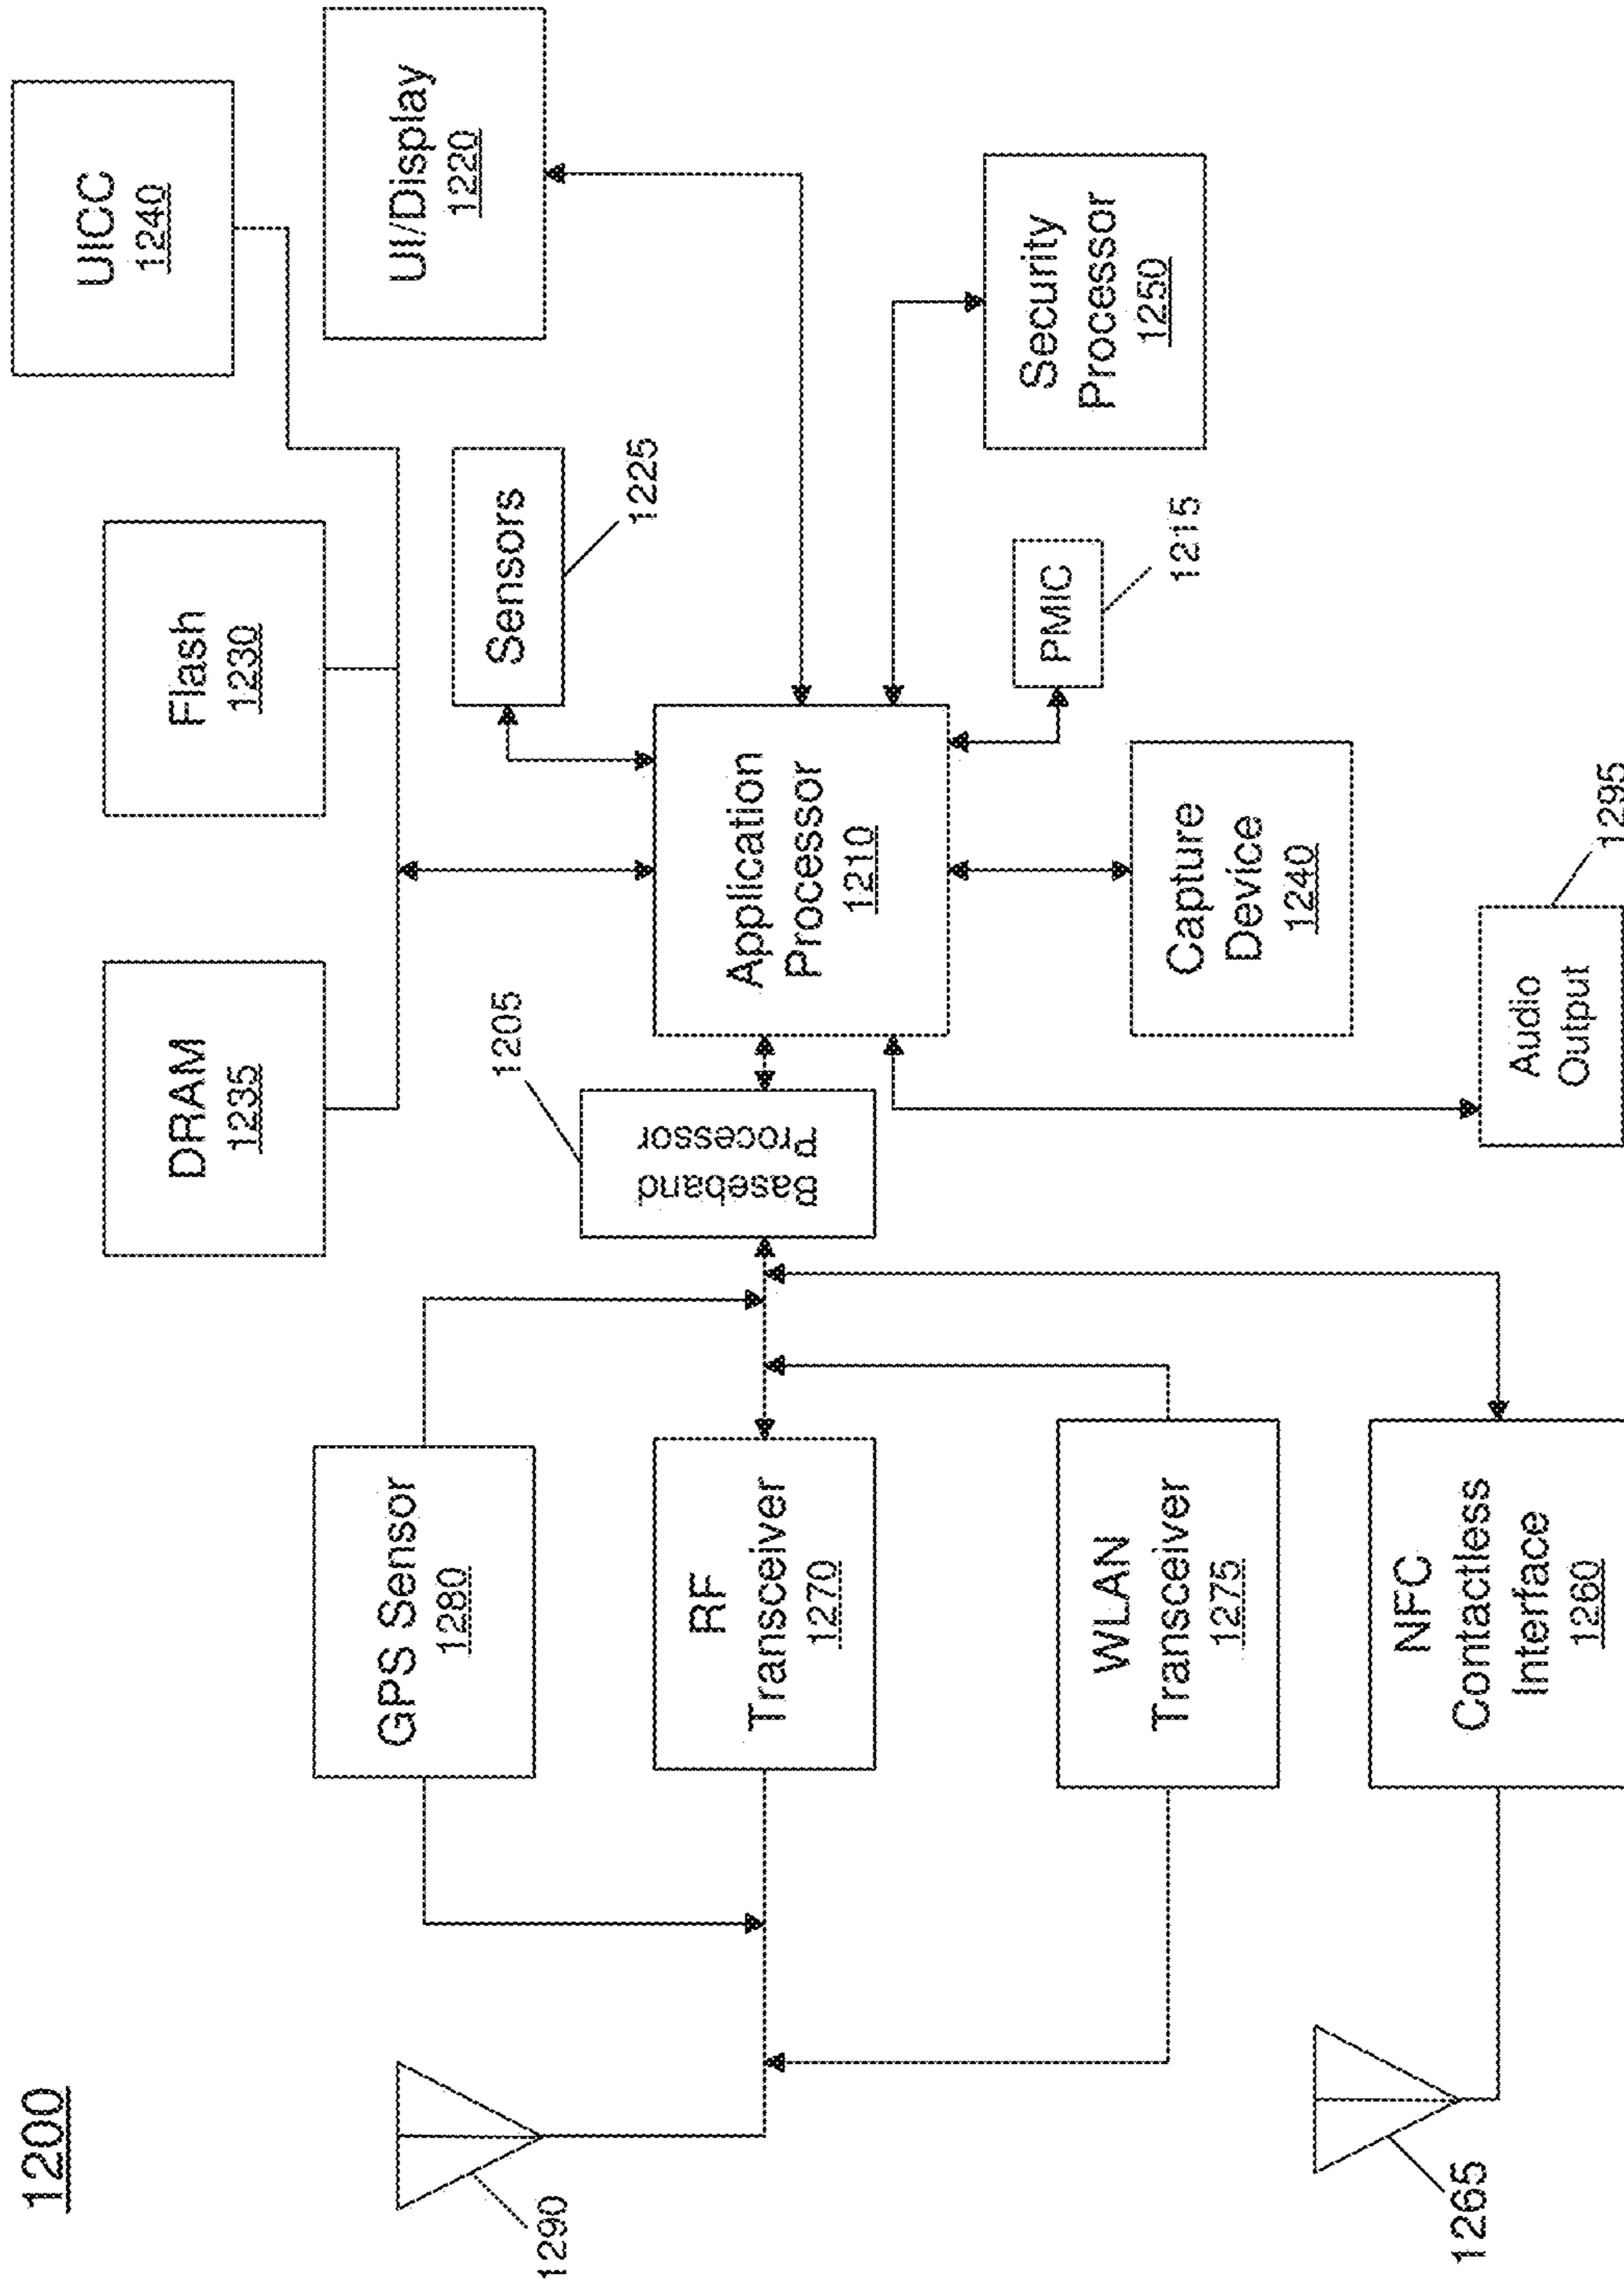 1200
UICC
1240
Flash
1230
DRAM
1235
UI/Display
1220
Sensors
1225
1205
Baseband
Processor
Application
Processor
1210
Security
Processor
1250
PMIC
1215
Capture
Device
1240
Audio
Output
1295
GPS Sensor
1280
RF
Transceiver
1270
WLAN
Transceiver
1275
NFC
Contactless
Interface
1260
1290
1265